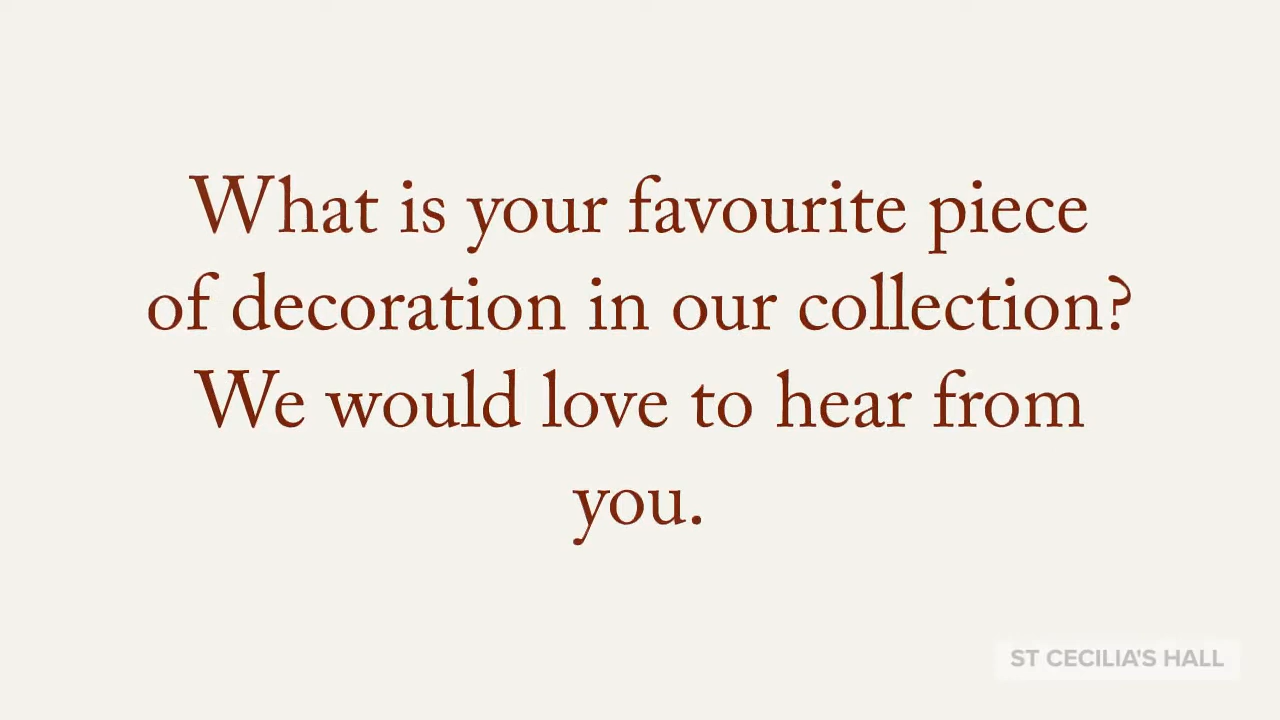 What is your favourite piece
of decoration in our collection?
We would love to hear from
you.
ST CECILIA'S HALL